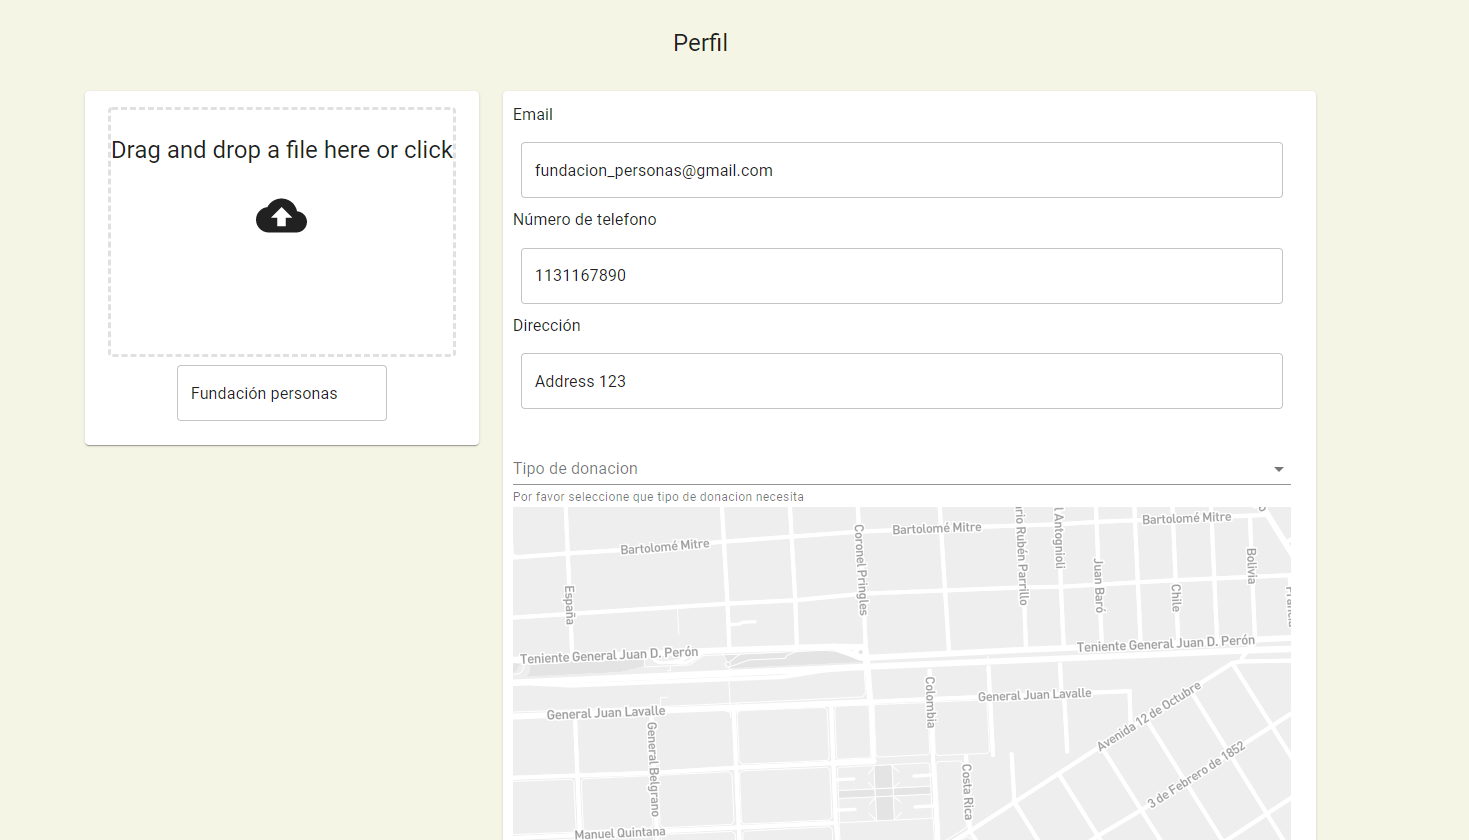 Perfil
Drag and drop a file here or click
Fundación personas
Email
fundacion_personas@gmail.com
Número de telefono
1131167890
Dirección
Address 123
Tipo de donacion
Por favor seleccione que tipo de donacion necesita
Bartolomé Mitre
Bartolomé Mitre
Bartolomé Mitre
Coronel Pringles
rio Rubén Parrillo
l Antognioli
Juan Baró
Chile
Bolivia
España
Teniente General Juan D. Perón
Teniente General Juan D. Perón
General Juan Lavalle
General Juan Lavalle
Colombia
Avenida 12 de Octubre
General Belgrano
3 de Febrero de 1852
Costa Rica
Manuel Quintana